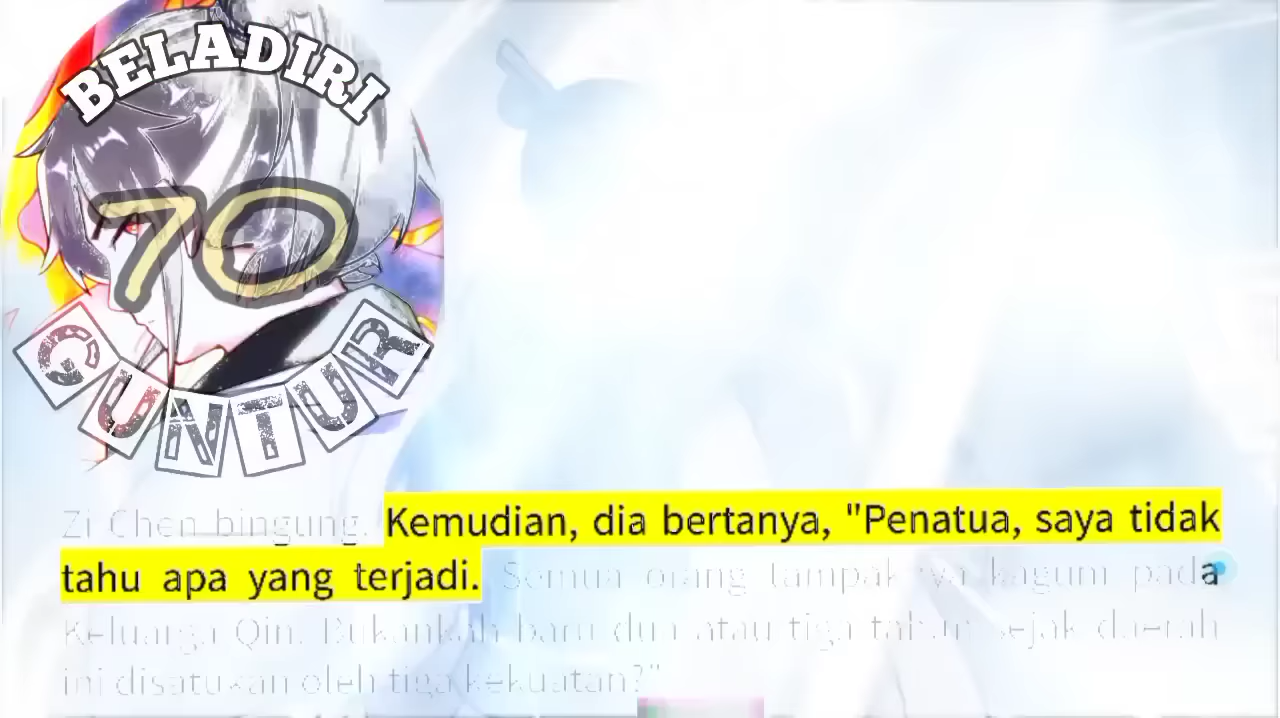 BELADIRI
70
GUNTUR
Zi Chen bingung. Kemudian, dia bertanya, "Penatua, saya tidak
tahu apa yang terjadi. Semua orang tampaknya kagum pada
Keluarga Qin. Bukankah baru dua atau tiga tahun sejak daerah
ini disatukan oleh tiga kekuatan?"